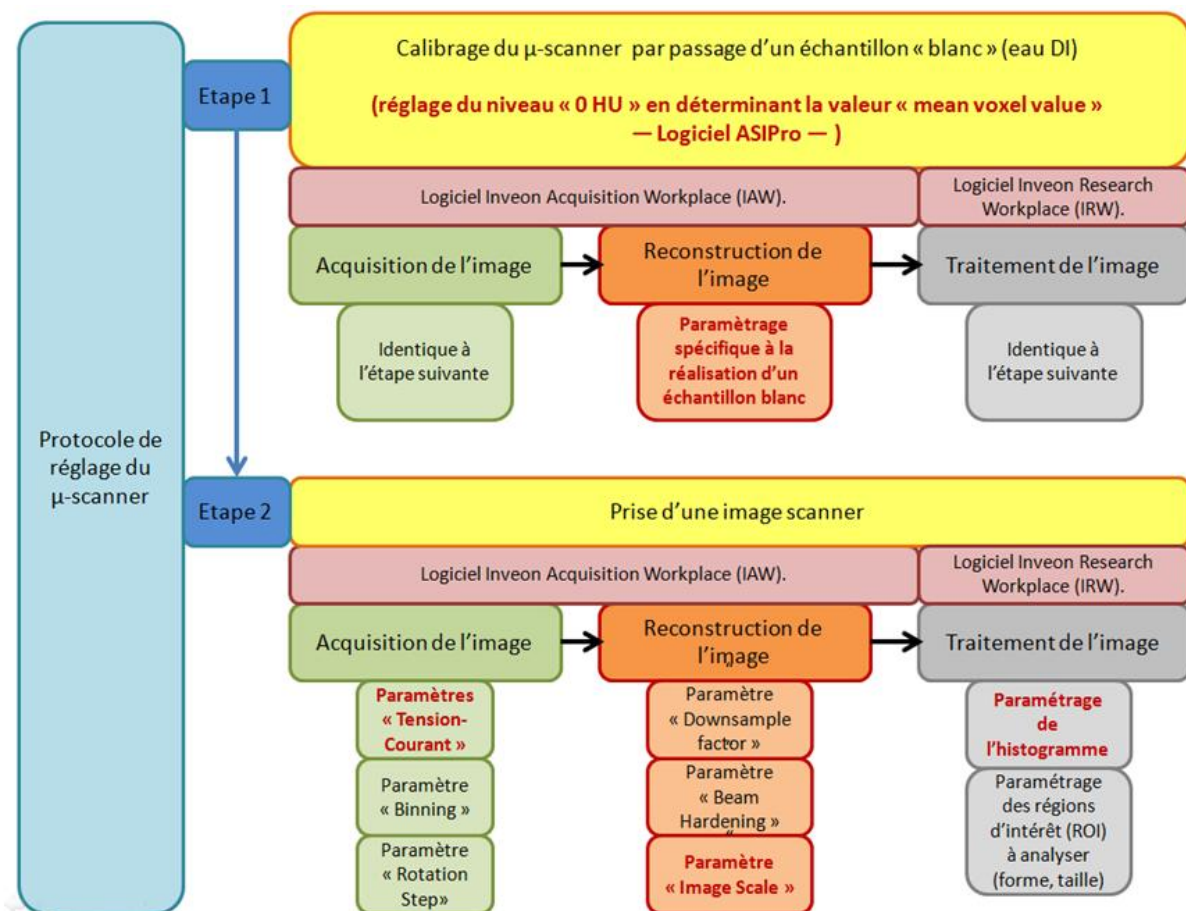 Protocole de
réglage du
µ-scanner
Etape 1
Calibrage du µ-scanner par passage d'un échantillon « blanc » (eau DI)
(réglage du niveau « 0 HU » en déterminant la valeur « mean voxel value »
— Logiciel ASIPro — )
Logiciel Inveon Acquisition Workplace (IAW).
Logiciel Inveon Research
Workplace (IRW).
Acquisition de l'image
Reconstruction de
l'image
Traitement de l'image
Identique à
l'étape suivante
Paramètrage
spécifique à la
réalisation d'un
échantillon blanc
Identique à
l'étape suivante
Etape 2
Prise d'une image scanner
Logiciel Inveon Acquisition Workplace (IAW).
Logiciel Inveon Research
Workplace (IRW).
Acquisition de l'image
Reconstruction de
l'image
Traitement de l'image
Paramètres
« Tension-
Courant »
Paramètre
« Binning »
Paramètre
« Rotation
Step»
Paramètre
« Downsample
factor »
Paramètre
« Beam
Hardening »
Paramètre
« Image Scale »
Paramétrage
de
l'histogramme
Paramétrage
des régions
d'intérêt (ROI)
à analyser
(forme, taille)